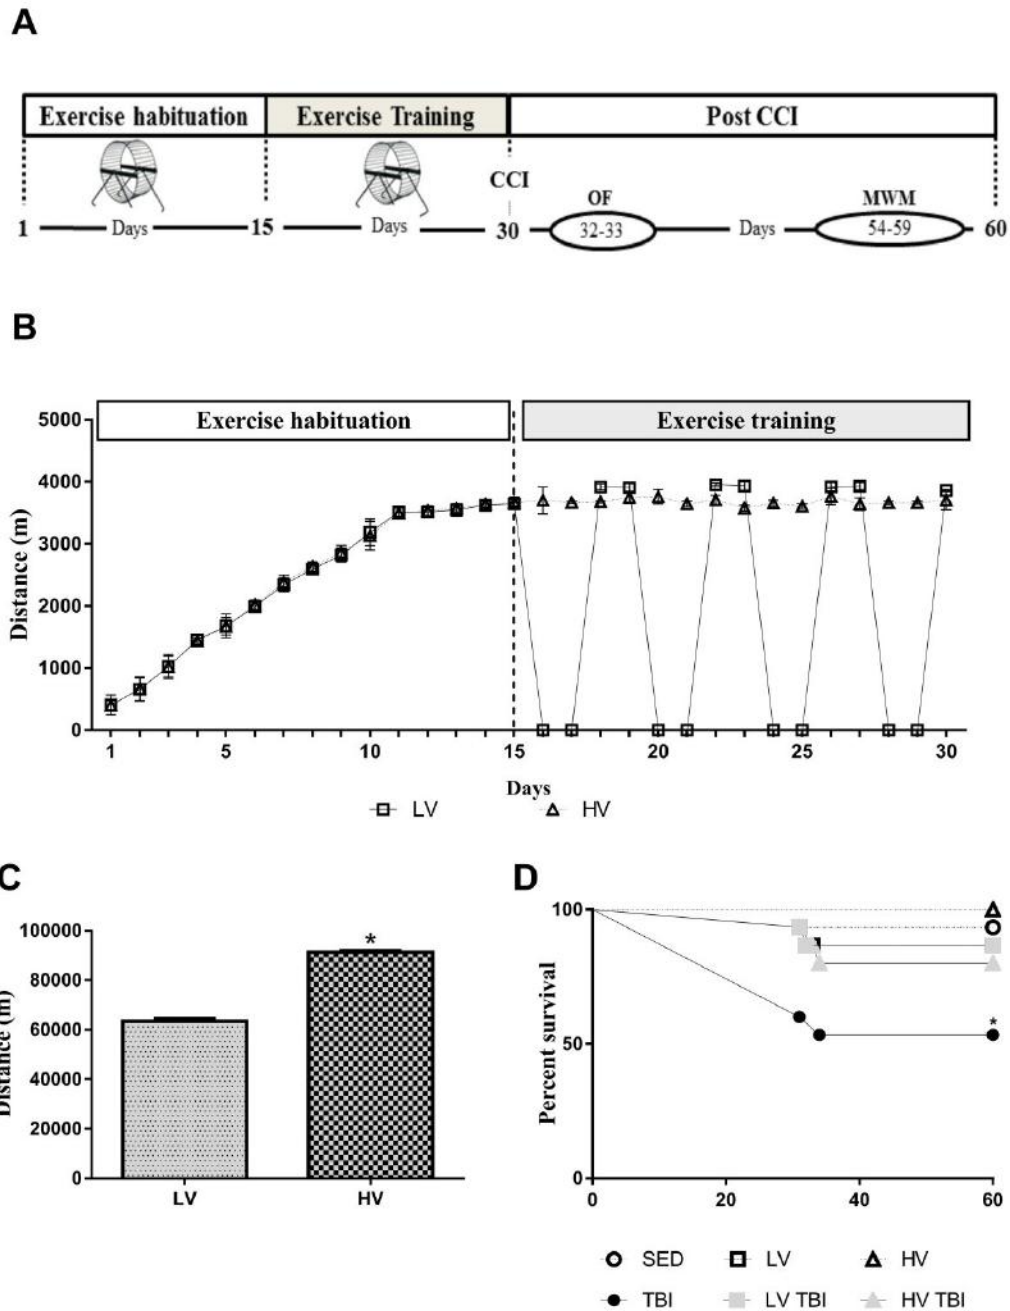 A
Exercise habituation Exercise Training Post CCI
CCI
OF MWM
1 Days 15 Days 30 32-33 Days 54-59 60
B
Exercise habituation Exercise training
5000
4000
3000
2000
1000
0
Distance (m)
1 5 10 15 20 25 30
Days
LV HV
C
100000
80000
60000
40000
20000
0
Distance (m)
*
LV HV
D
100
50
0
Percent survival
*
0 20 40 60
SED LV HV
TBI LV TBI HV TBI